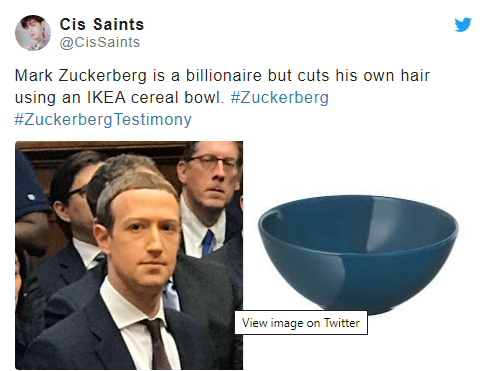 Cis Saints
@CisSaints
Mark Zuckerberg is a billionaire but cuts his own hair
using an IKEA cereal bowl. #Zuckerberg
#ZuckerbergTestimony
View image on Twitter